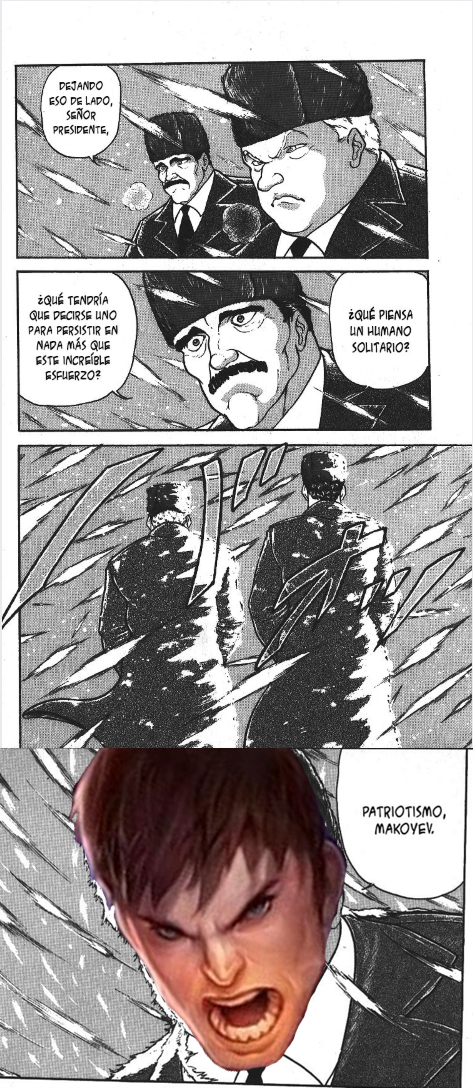 DEJANDO
ESO DE LADO,
SEÑOR
PRESIDENTE,
¿QUÉ PIENSA
UN HUMANO
SOLITARIO?
¿QUÉ TENDRÍA
QUE DECIRSE UNO
PARA PERSISTIR EN
NADA MÁS QUE
ESTE INCREÍBLE
ESFUERZO?
PATRIOTISMO,
MAKOYEV.